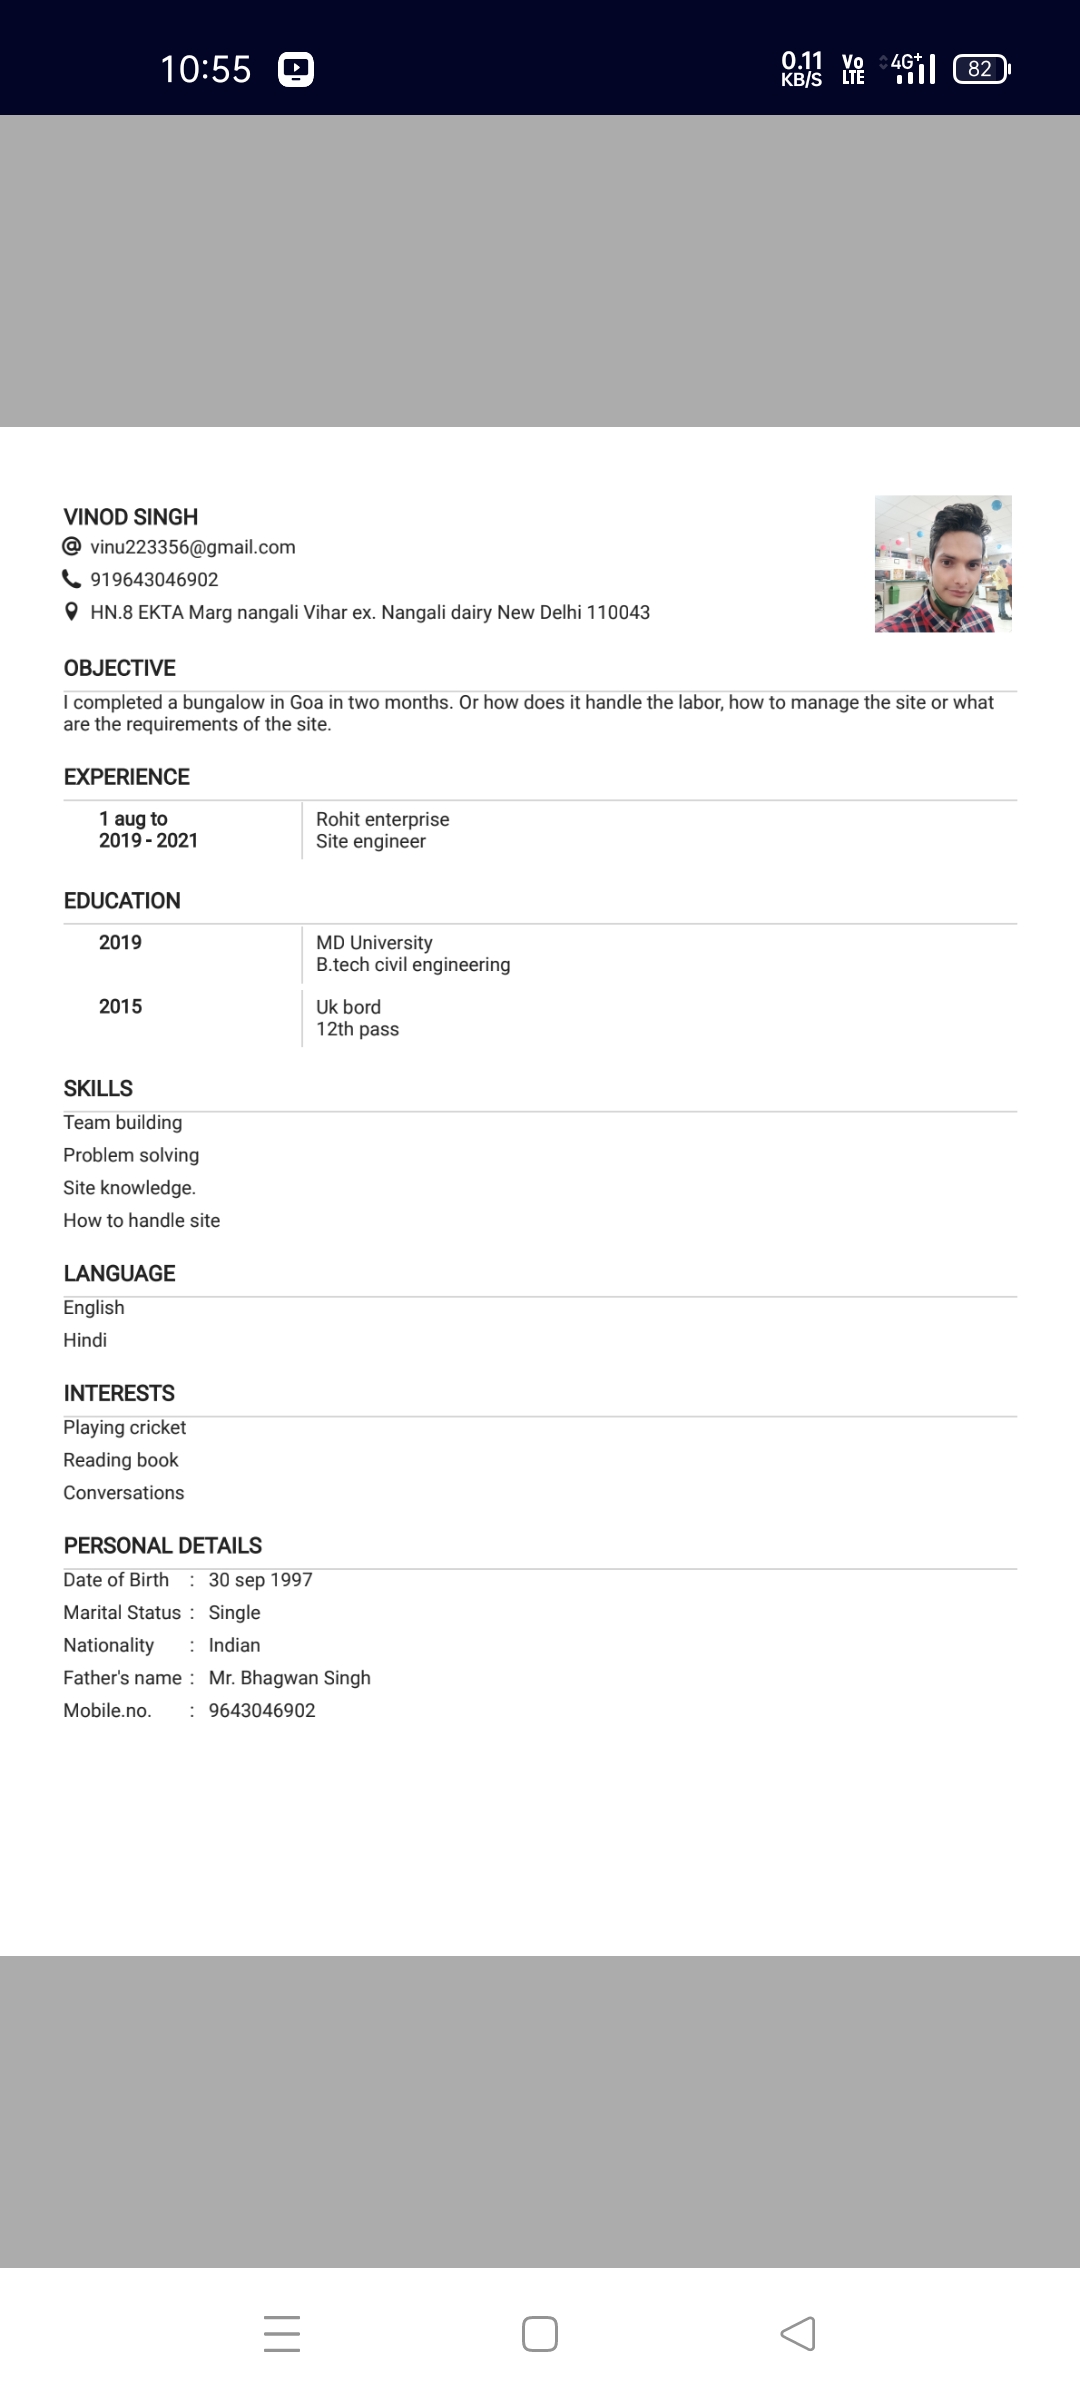 10:55
0.11 KB/S
Vo LTE
4G+
82
VINOD SINGH
vinu223356@gmail.com
919643046902
HN.8 EKTA Marg nangali Vihar ex. Nangali dairy New Delhi 110043
OBJECTIVE
I completed a bungalow in Goa in two months. Or how does it handle the labor, how to manage the site or what
are the requirements of the site.
EXPERIENCE
1 aug to
2019 - 2021
Rohit enterprise
Site engineer
EDUCATION
2019
MD University
B.tech civil engineering
2015
Uk bord
12th pass
SKILLS
Team building
Problem solving
Site knowledge.
How to handle site
LANGUAGE
English
Hindi
INTERESTS
Playing cricket
Reading book
Conversations
PERSONAL DETAILS
Date of Birth : 30 sep 1997
Marital Status : Single
Nationality : Indian
Father's name : Mr. Bhagwan Singh
Mobile.no. : 9643046902